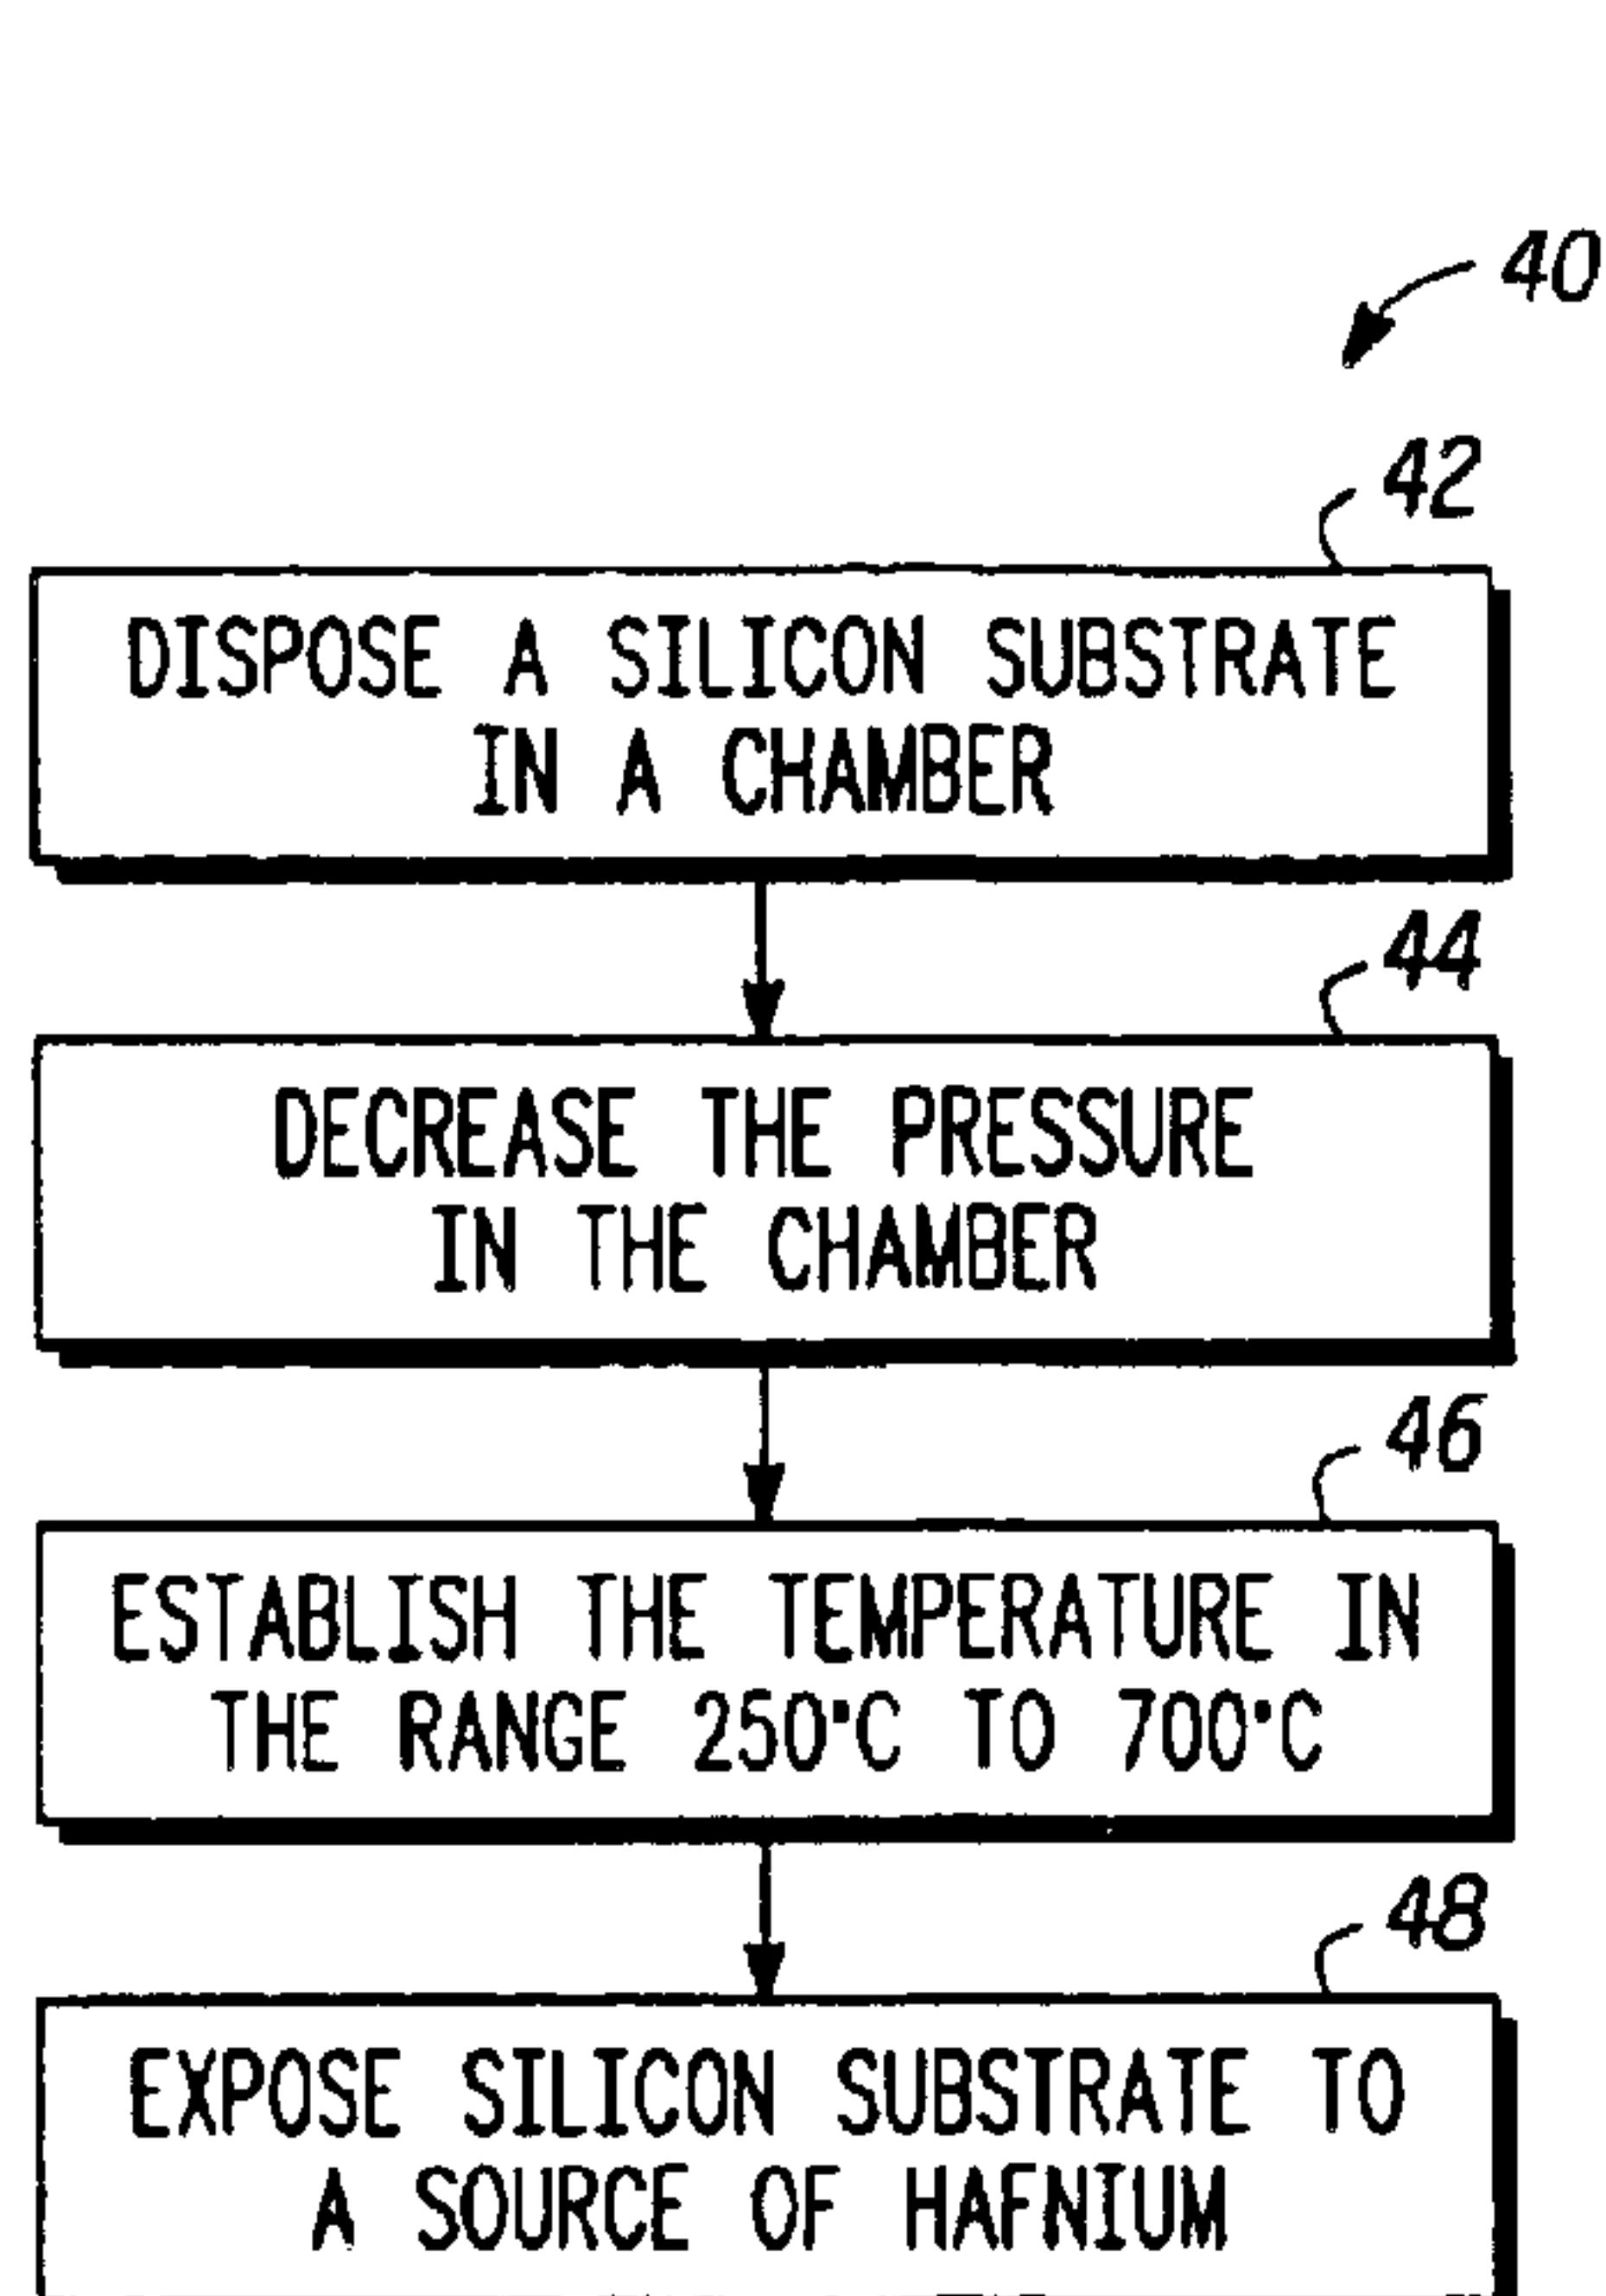 40
42
DISPOSE A SILICON SUBSTRATE
IN A CHAMBER
44
DECREASE THE PRESSURE
IN THE CHAMBER
46
ESTABLISH THE TEMPERATURE IN
THE RANGE 250°C TO 700°C
48
EXPOSE SILICON SUBSTRATE TO
A SOURCE OF HAFNIUM